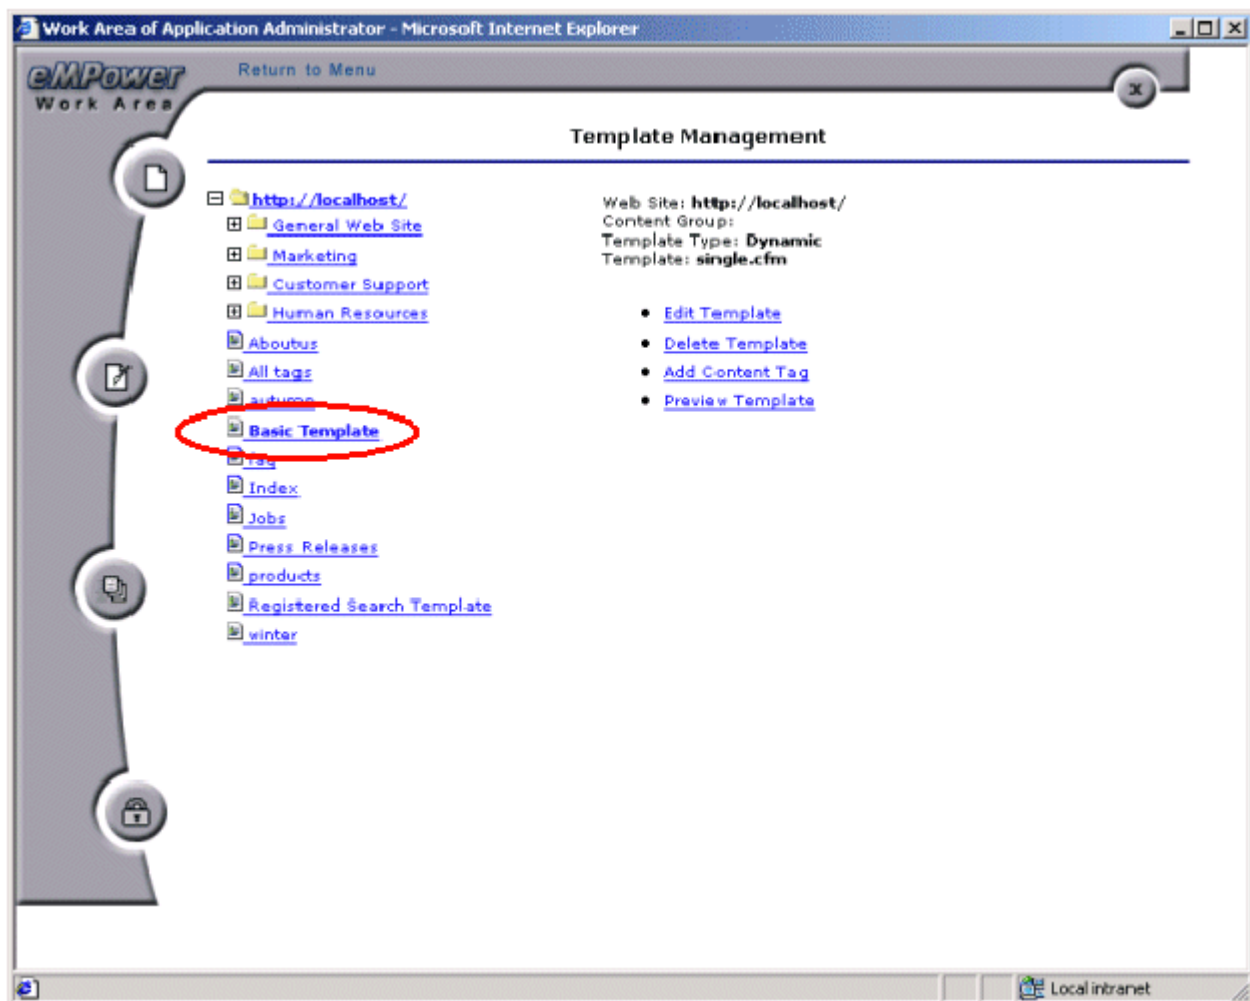 Work Area of Application Administrator - Microsoft Internet Explorer
eMPower
Work Area
Return to Menu
x
Template Management
http://localhost/
General Web Site
Marketing
Customer Support
Human Resources
Aboutus
All tags
autumn
Basic Template
Index
Jobs
Press Releases
products
Registered Search Template
winter
Web Site: http://localhost/
Content Group:
Template Type: Dynamic
Template: single.cfm
Edit Template
Delete Template
Add Content Tag
Preview Template
Local intranet